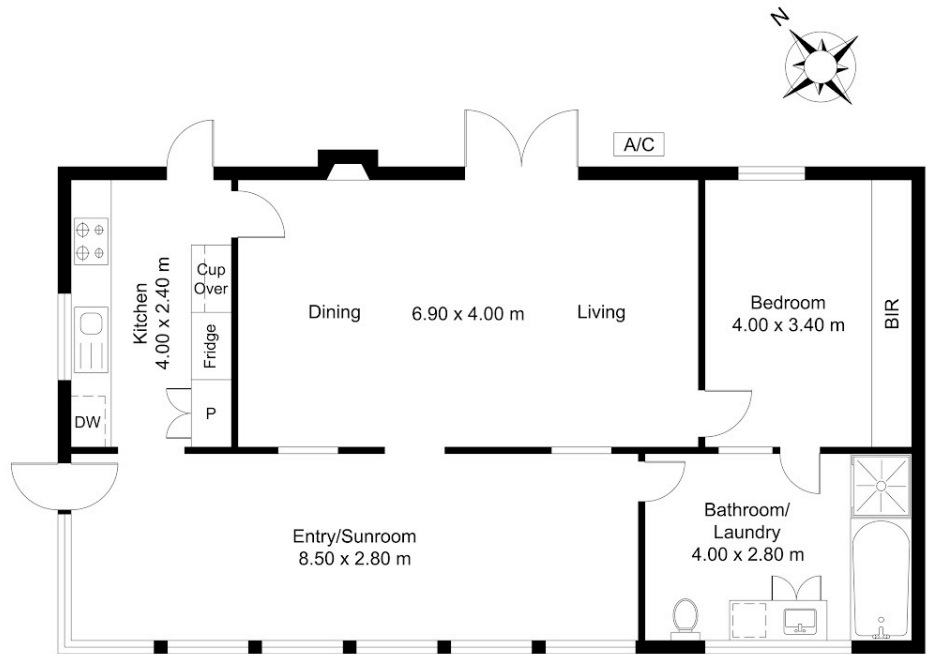 N
A/C
Kitchen
4.00 x 2.40 m
Cup
Over
Fridge
P
DW
Dining
6.90 x 4.00 m
Living
Bedroom
4.00 x 3.40 m
BIR
Entry/Sunroom
8.50 x 2.80 m
Bathroom/
Laundry
4.00 x 2.80 m